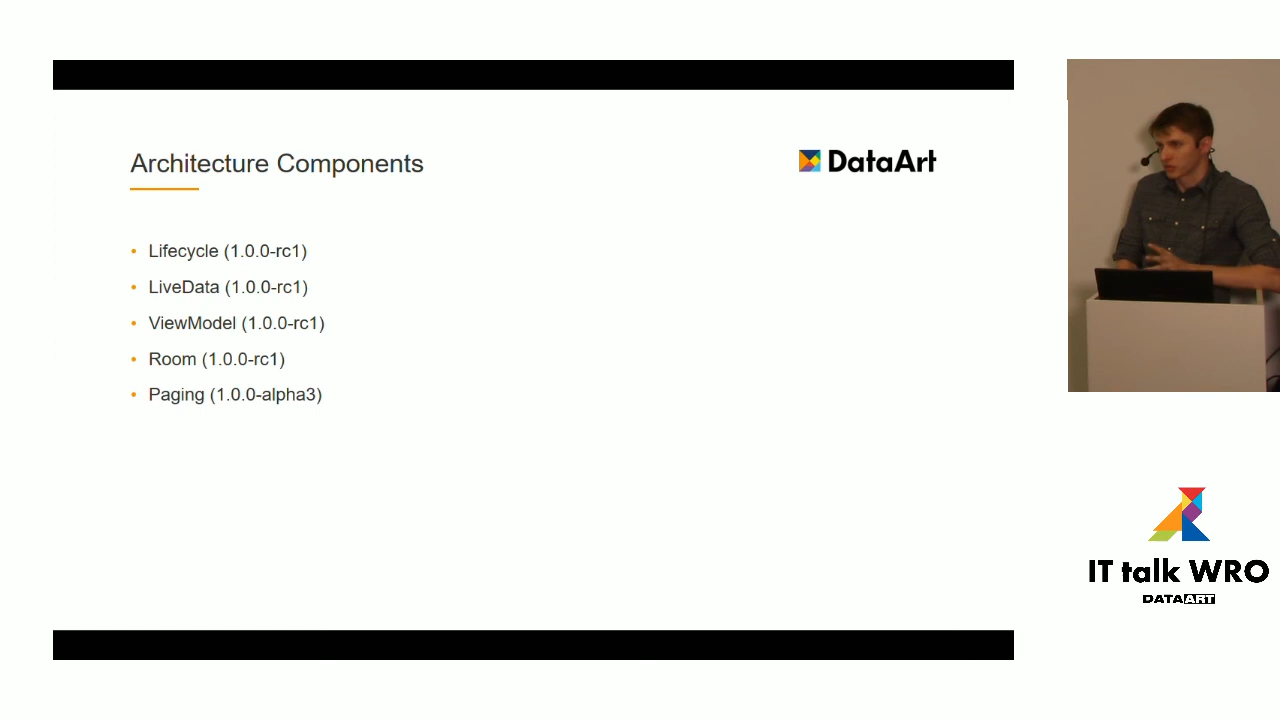 Architecture Components
DataArt
• Lifecycle (1.0.0-rc1)
• LiveData (1.0.0-rc1)
• ViewModel (1.0.0-rc1)
• Room (1.0.0-rc1)
• Paging (1.0.0-alpha3)
IT talk WRO
DATAART